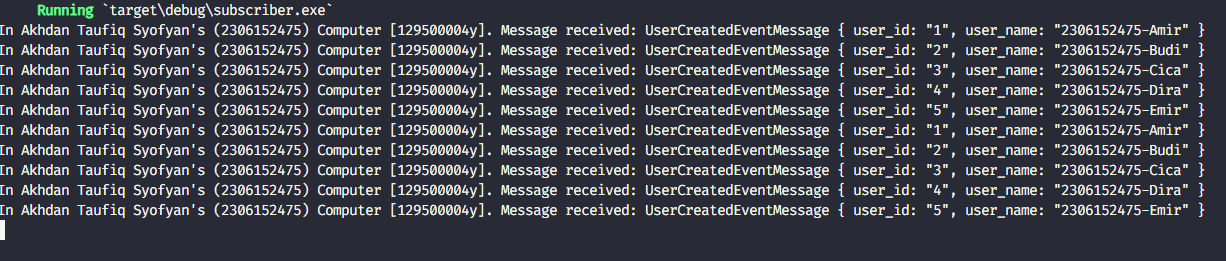 Running `target\debug\subscriber.exe`
In Akhdan Taufiq Syofyan's (2306152475) Computer [129500004y]. Message received: UserCreatedEventMessage { user_id: "1", user_name: "2306152475-Amir" }
In Akhdan Taufiq Syofyan's (2306152475) Computer [129500004y]. Message received: UserCreatedEventMessage { user_id: "2", user_name: "2306152475-Budi" }
In Akhdan Taufiq Syofyan's (2306152475) Computer [129500004y]. Message received: UserCreatedEventMessage { user_id: "3", user_name: "2306152475-Cica" }
In Akhdan Taufiq Syofyan's (2306152475) Computer [129500004y]. Message received: UserCreatedEventMessage { user_id: "4", user_name: "2306152475-Dira" }
In Akhdan Taufiq Syofyan's (2306152475) Computer [129500004y]. Message received: UserCreatedEventMessage { user_id: "5", user_name: "2306152475-Emir" }
In Akhdan Taufiq Syofyan's (2306152475) Computer [129500004y]. Message received: UserCreatedEventMessage { user_id: "1", user_name: "2306152475-Amir" }
In Akhdan Taufiq Syofyan's (2306152475) Computer [129500004y]. Message received: UserCreatedEventMessage { user_id: "2", user_name: "2306152475-Budi" }
In Akhdan Taufiq Syofyan's (2306152475) Computer [129500004y]. Message received: UserCreatedEventMessage { user_id: "3", user_name: "2306152475-Cica" }
In Akhdan Taufiq Syofyan's (2306152475) Computer [129500004y]. Message received: UserCreatedEventMessage { user_id: "4", user_name: "2306152475-Dira" }
In Akhdan Taufiq Syofyan's (2306152475) Computer [129500004y]. Message received: UserCreatedEventMessage { user_id: "5", user_name: "2306152475-Emir" }